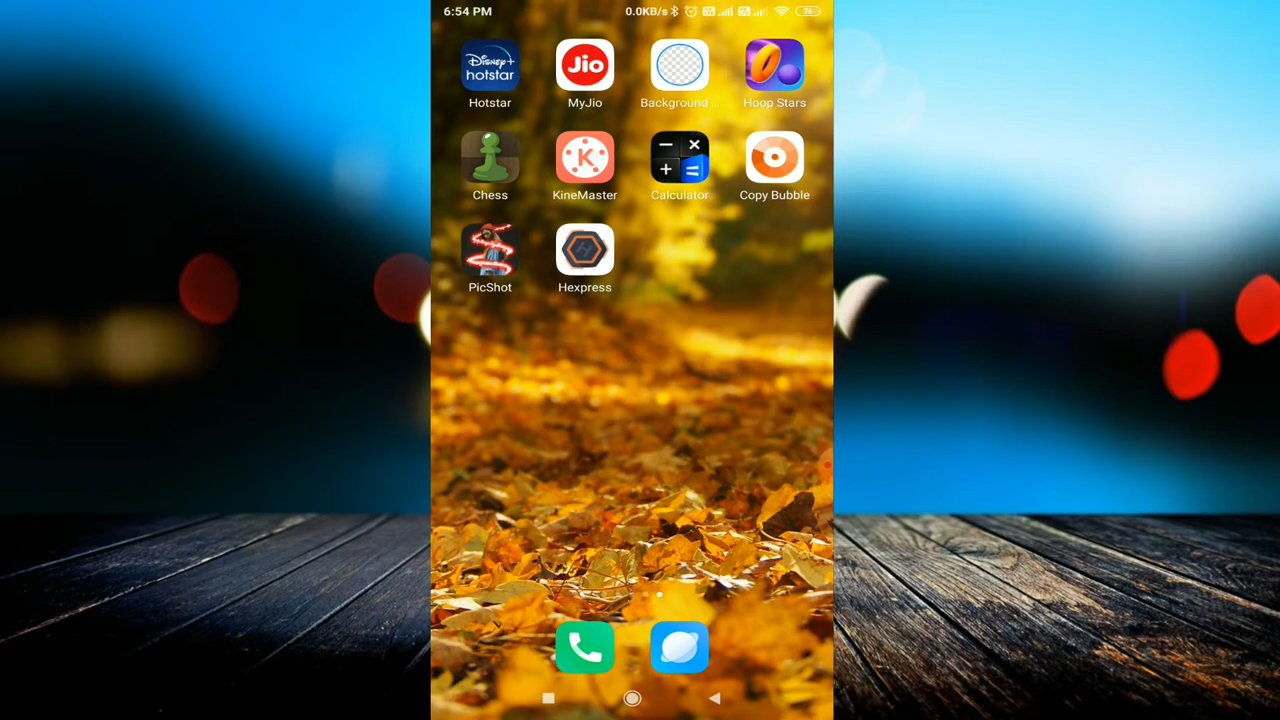 6:54 PM
0.0KB/s
76
Disney+
hotstar
Jio
Hotstar
MyJio
Background...
Hoop Stars
K
Chess
KineMaster
Calculator
Copy Bubble
H
PicShot
Hexpress